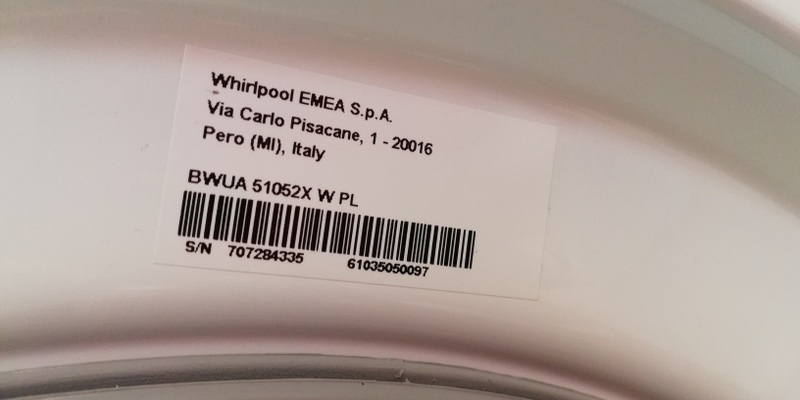 Whirlpool EMEA S.p.A.
Via Carlo Pisacane, 1 - 20016
Pero (MI), Italy
BWUA 51052X W PL
S/N 707284335 61035050097